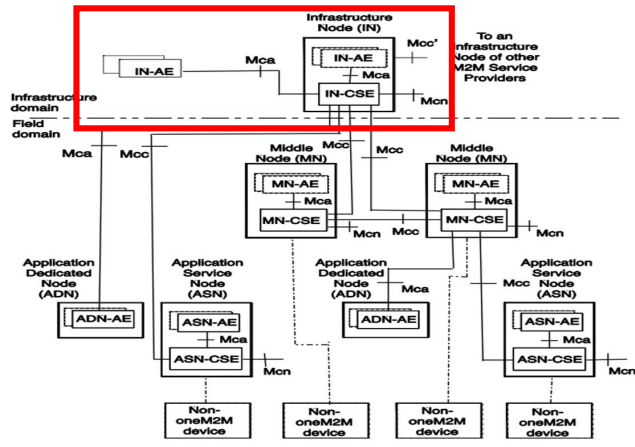 Infrastructure
Node (IN)
To an
Infrastructure
Node of other
M2M Service
Providers
Mcc'
IN-AE
Mca
IN-AE
Mca
IN-CSE
Mcn
Infrastructure
domain
Field
domain
Mca
Mcc
Mcc
Mcc
Middle
Node (MN)
MN-AE
Mca
MN-CSE
Mcn
Mcc
Middle
Node (MN)
MN-AE
Mca
MN-CSE
Mcn
Application
Dedicated
Node
(ADN)
ADN-AE
Application
Service
Node
(ASN)
ASN-AE
Mca
ASN-CSE
Mcn
Application
Dedicated
Node
(ADN)
Mca
ADN-AE
Mcc
Application
Service
Node
(ASN)
ASN-AE
Mca
ASN-CSE
Mcn
Non-
oneM2M
device
Non-
oneM2M
device
Non-
oneM2M
device
Non-
oneM2M
device